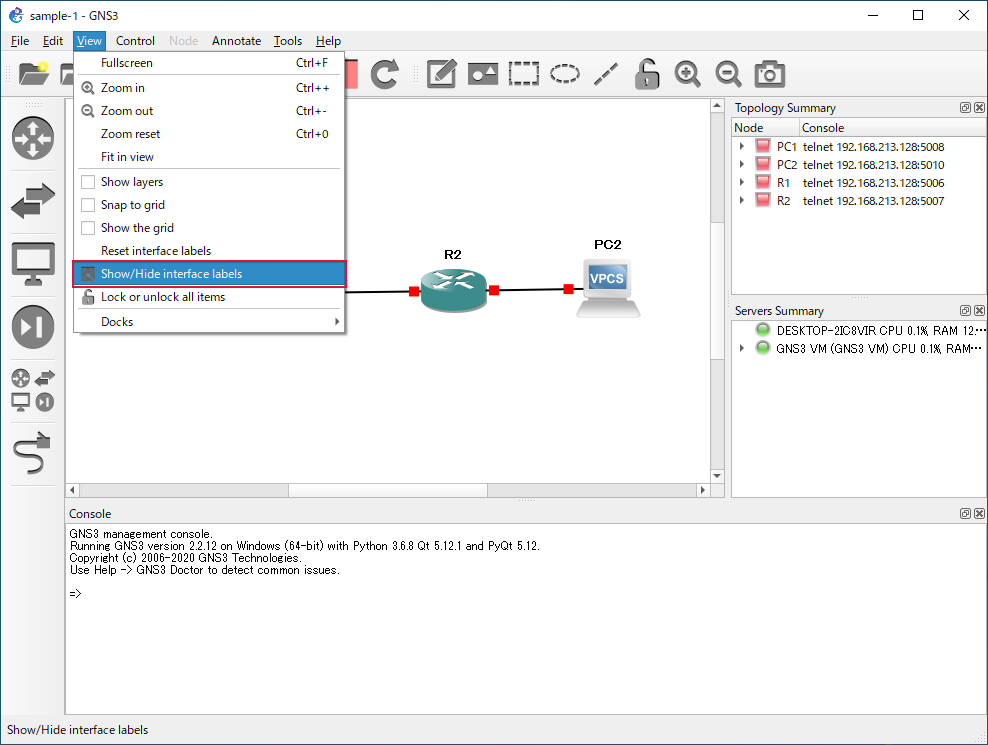 sample-1 - GNS3
File Edit View Control Node Annotate Tools Help
Fullscreen Ctrl+F
Zoom in Ctrl++
Zoom out Ctrl+-
Zoom reset Ctrl+0
Fit in view
Show layers
Snap to grid
Show the grid
Reset interface labels
Show/Hide interface labels
Lock or unlock all items
Docks
R2
PC2
VPCS
Topology Summary
Node Console
PC1 telnet 192.168.213.128:5008
PC2 telnet 192.168.213.128:5010
R1 telnet 192.168.213.128:5006
R2 telnet 192.168.213.128:5007
Servers Summary
DESKTOP-2IC8VIR CPU 0.1%, RAM 12...
GNS3 VM (GNS3 VM) CPU 0.1%, RAM...
Console
GNS3 management console.
Running GNS3 version 2.2.12 on Windows (64-bit) with Python 3.6.8 Qt 5.12.1 and PyQt 5.12.
Copyright (c) 2006-2020 GNS3 Technologies.
Use Help -> GNS3 Doctor to detect common issues.
=>
Show/Hide interface labels